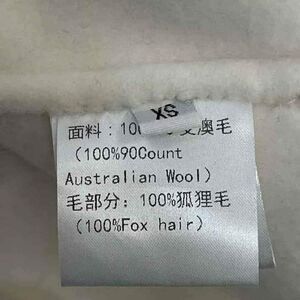 XS
面料：10 支澳毛
（100%90Count
Australian Wool）
毛部分：100%狐狸毛
（100%Fox hair）